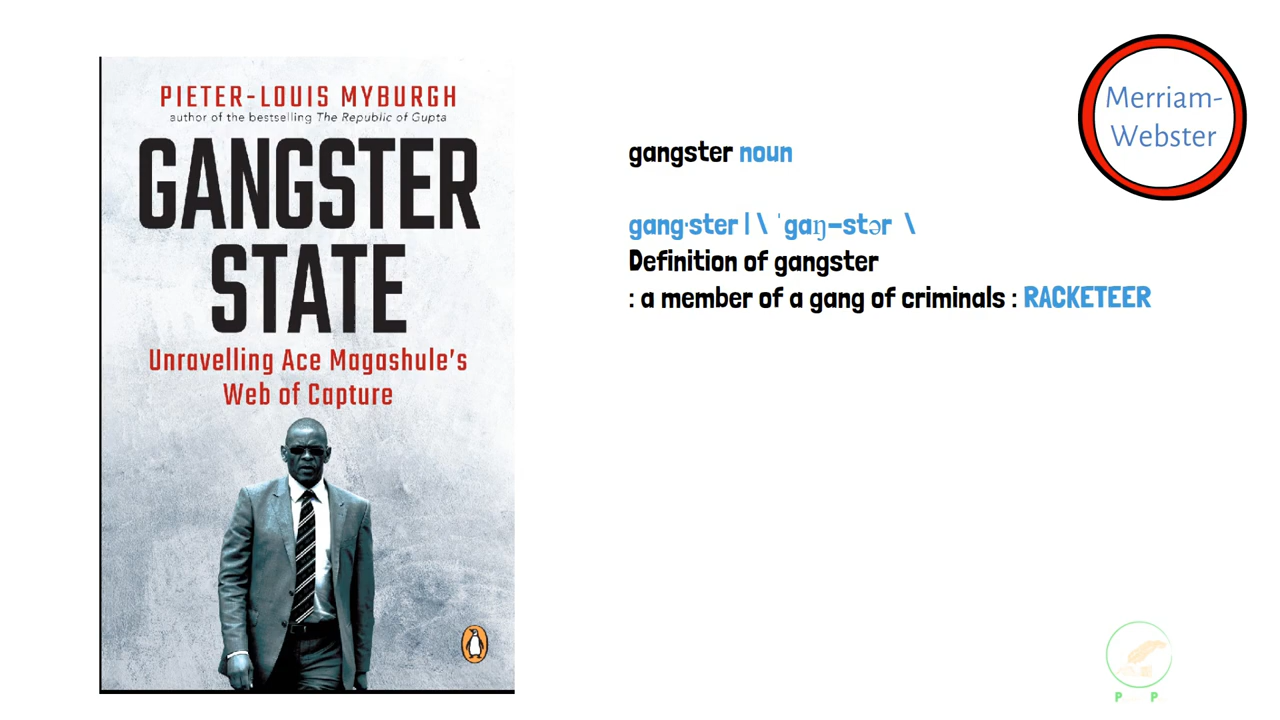 PIETER-LOUIS MYBURGH
author of the bestselling The Republic of Gupta
GANGSTER
STATE
Unravelling Ace Magashule's
Web of Capture
Merriam-
Webster
gangster noun
gang·ster | \ ˈgaŋ-stər \
Definition of gangster
: a member of a gang of criminals : RACKETEER
P P